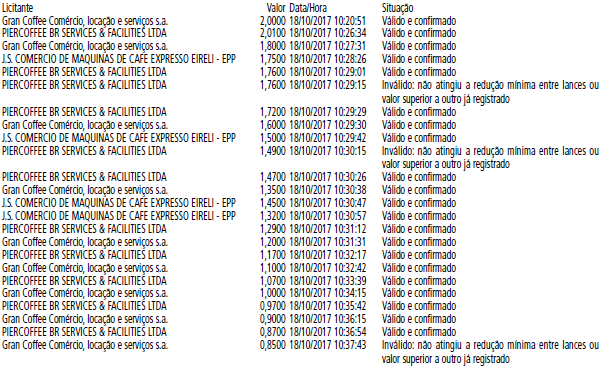 Licitante Valor Data/Hora Situação
Gran Coffee Comércio, locação e serviços s.a. 2,0000 18/10/2017 10:20:51 Válido e confirmado
PIERCOFFEE BR SERVICES & FACILITIES LTDA 2,0100 18/10/2017 10:26:34 Válido e confirmado
Gran Coffee Comércio, locação e serviços s.a. 1,8000 18/10/2017 10:27:31 Válido e confirmado
J.S. COMERCIO DE MAQUINAS DE CAFE EXPRESSO EIRELI - EPP 1,7500 18/10/2017 10:28:26 Válido e confirmado
PIERCOFFEE BR SERVICES & FACILITIES LTDA 1,7600 18/10/2017 10:29:01 Válido e confirmado
PIERCOFFEE BR SERVICES & FACILITIES LTDA 1,7600 18/10/2017 10:29:15 Inválido: não atingiu a redução mínima entre lances ou
valor superior a outro já registrado
PIERCOFFEE BR SERVICES & FACILITIES LTDA 1,7200 18/10/2017 10:29:29 Válido e confirmado
Gran Coffee Comércio, locação e serviços s.a. 1,6000 18/10/2017 10:29:30 Válido e confirmado
J.S. COMERCIO DE MAQUINAS DE CAFE EXPRESSO EIRELI - EPP 1,5000 18/10/2017 10:29:42 Válido e confirmado
PIERCOFFEE BR SERVICES & FACILITIES LTDA 1,4900 18/10/2017 10:30:15 Inválido: não atingiu a redução mínima entre lances ou
valor superior a outro já registrado
PIERCOFFEE BR SERVICES & FACILITIES LTDA 1,4700 18/10/2017 10:30:26 Válido e confirmado
Gran Coffee Comércio, locação e serviços s.a. 1,3500 18/10/2017 10:30:38 Válido e confirmado
J.S. COMERCIO DE MAQUINAS DE CAFE EXPRESSO EIRELI - EPP 1,4500 18/10/2017 10:30:47 Válido e confirmado
J.S. COMERCIO DE MAQUINAS DE CAFE EXPRESSO EIRELI - EPP 1,3200 18/10/2017 10:30:57 Válido e confirmado
PIERCOFFEE BR SERVICES & FACILITIES LTDA 1,2900 18/10/2017 10:31:12 Válido e confirmado
Gran Coffee Comércio, locação e serviços s.a. 1,2000 18/10/2017 10:31:31 Válido e confirmado
PIERCOFFEE BR SERVICES & FACILITIES LTDA 1,1700 18/10/2017 10:32:17 Válido e confirmado
Gran Coffee Comércio, locação e serviços s.a. 1,1000 18/10/2017 10:32:42 Válido e confirmado
PIERCOFFEE BR SERVICES & FACILITIES LTDA 1,0700 18/10/2017 10:33:39 Válido e confirmado
Gran Coffee Comércio, locação e serviços s.a. 1,0000 18/10/2017 10:34:15 Válido e confirmado
PIERCOFFEE BR SERVICES & FACILITIES LTDA 0,9700 18/10/2017 10:35:42 Válido e confirmado
Gran Coffee Comércio, locação e serviços s.a. 0,9000 18/10/2017 10:36:15 Válido e confirmado
PIERCOFFEE BR SERVICES & FACILITIES LTDA 0,8700 18/10/2017 10:36:54 Válido e confirmado
Gran Coffee Comércio, locação e serviços s.a. 0,8500 18/10/2017 10:37:43 Inválido: não atingiu a redução mínima entre lances ou
valor superior a outro já registrado